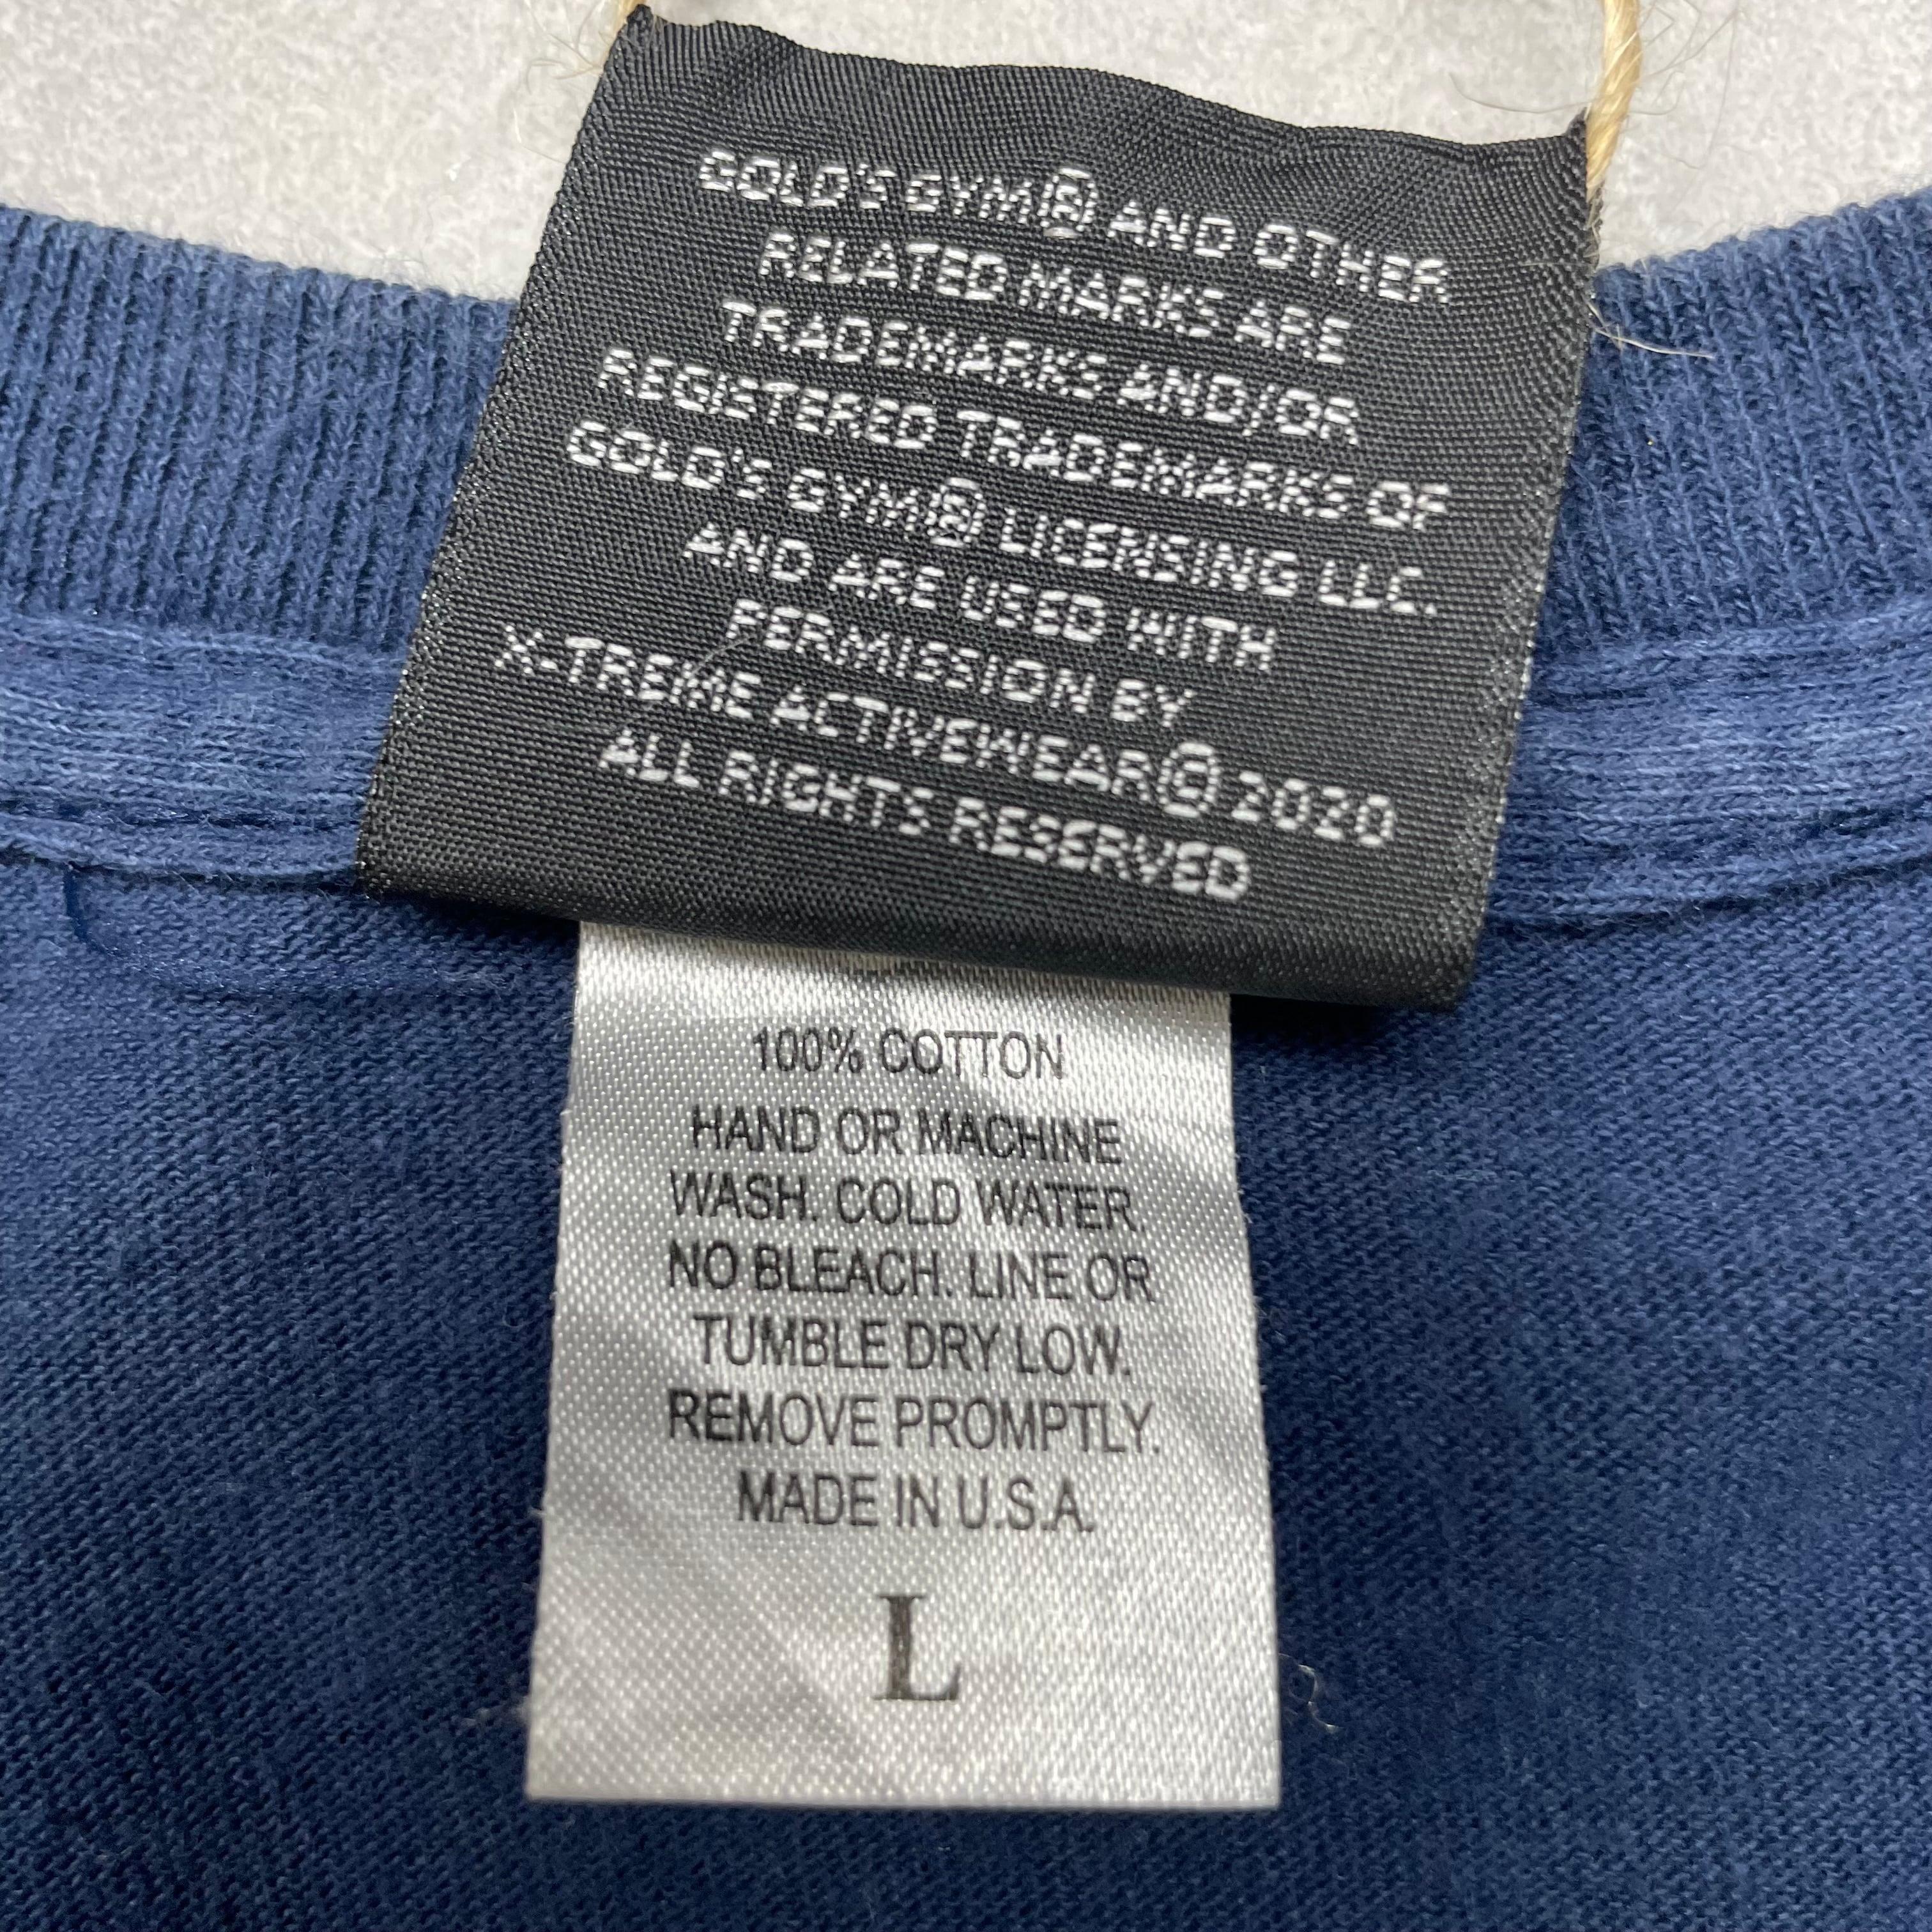 GOLD'S GYM® AND OTHER
RELATED MARKS ARE
TRADEMARKS AND/OR
REGISTERED TRADEMARKS OF
GOLD'S GYM® LICENSING LLC.
AND ARE USED WITH
PERMISSION BY
X-TREME ACTIVEWEAR© 2020
ALL RIGHTS RESERVED
100% COTTON
HAND OR MACHINE
WASH. COLD WATER
NO BLEACH. LINE OR
TUMBLE DRY LOW.
REMOVE PROMPTLY.
MADE IN U.S.A.
L